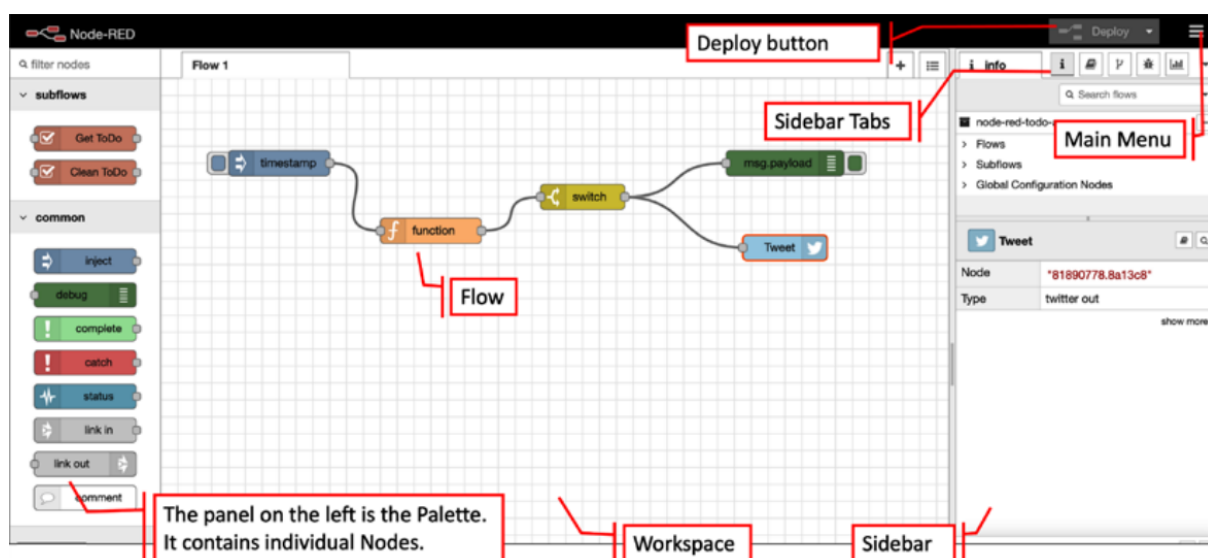 Node-RED
Deploy
Deploy button
filter nodes
Flow 1
info
i
Sidebar Tabs
Search flows
subflows
Get ToDo
Clean ToDo
node-red-todo-
Main Menu
Flows
Subflows
Global Configuration Nodes
timestamp
function
switch
msg.payload
Tweet
Flow
common
inject
debug
complete
catch
status
link in
link out
comment
Tweet
Node
"81890778.8a13c8"
Type
twitter out
show more
The panel on the left is the Palette.
It contains individual Nodes.
Workspace
Sidebar